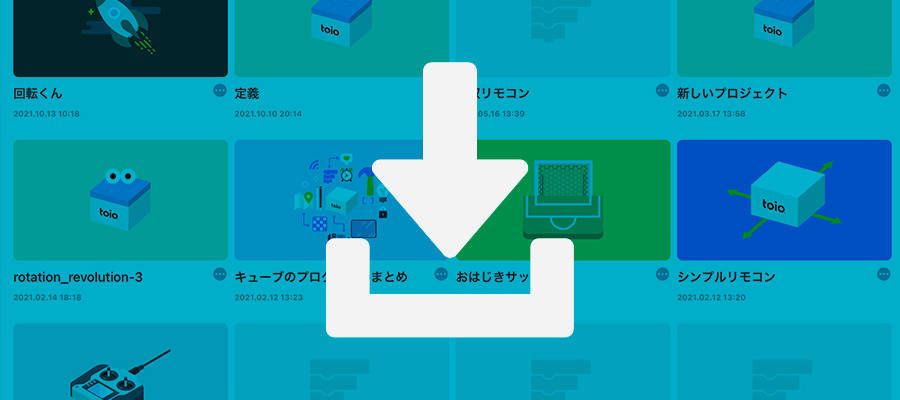 toio
toio
回転くん
定義
リモコン
新しいプロジェクト
2021.10.13 10:18
2021.10.10 20:14
05.16 13:39
2021.03.17 13:58
toio
toio
toio
rotation_revolution-3
キューブのプログ まとめ
おはじきサッ
シンプルリモコン
2021.02.14 18:18
2021.02.12 13:23
2021.02.12 13:20